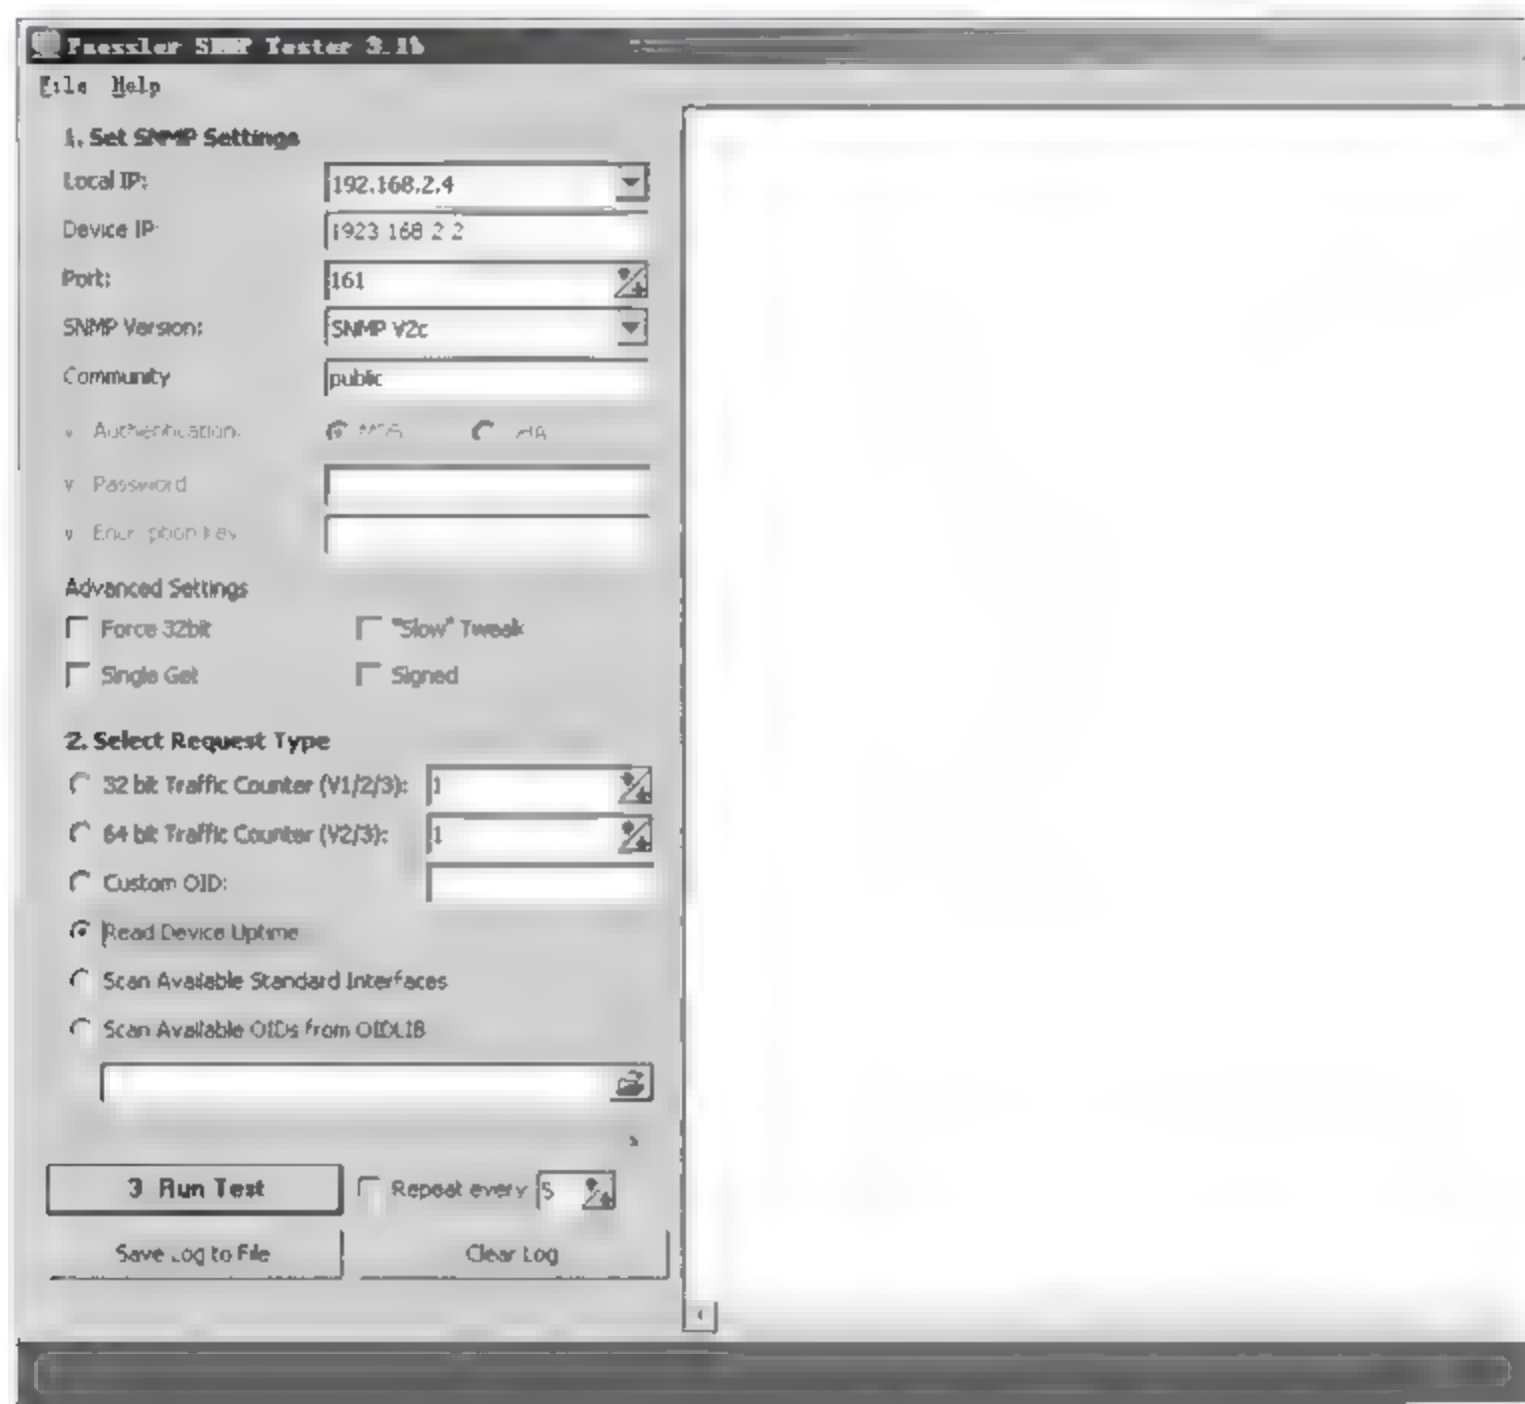 Paessler SNMP Tester 3.1b
File Help
1. Set SNMP Settings
Local IP: 192.168.2.4
Device IP: 1923 168 2 2
Port: 161
SNMP Version: SNMP V2c
Community public
Authentication:
V Password
V Encr ption Key
Advanced Settings
Force 32bit "Slow" Tweak
Single Get Signed
2. Select Request Type
32 bit Traffic Counter (V1/2/3): 1
64 bit Traffic Counter (V2/3): 1
Custom OID:
Read Device Uptime
Scan Available Standard Interfaces
Scan Available OIDs from OIDLIB
3 Run Test Repeat every 5
Save Log to File Clear Log